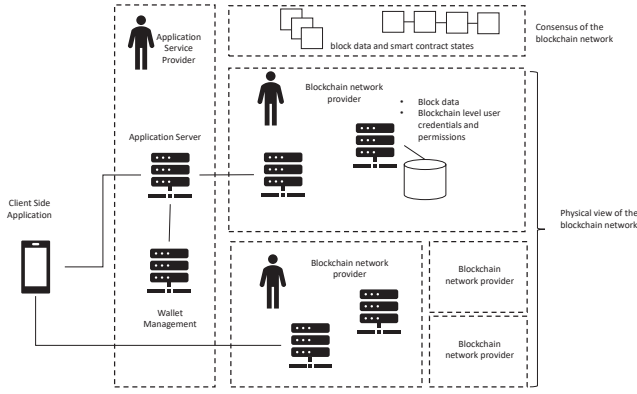 Application
Service
Provider
block data and smart contract states
Consensus of the
blockchain network
Blockchain network
provider
• Block data
• Blockchain level user
credentials and
permissions
Application Server
Client Side
Application
Wallet
Management
Physical view of the
blockchain network
Blockchain network
provider
Blockchain
network provider
Blockchain
network provider